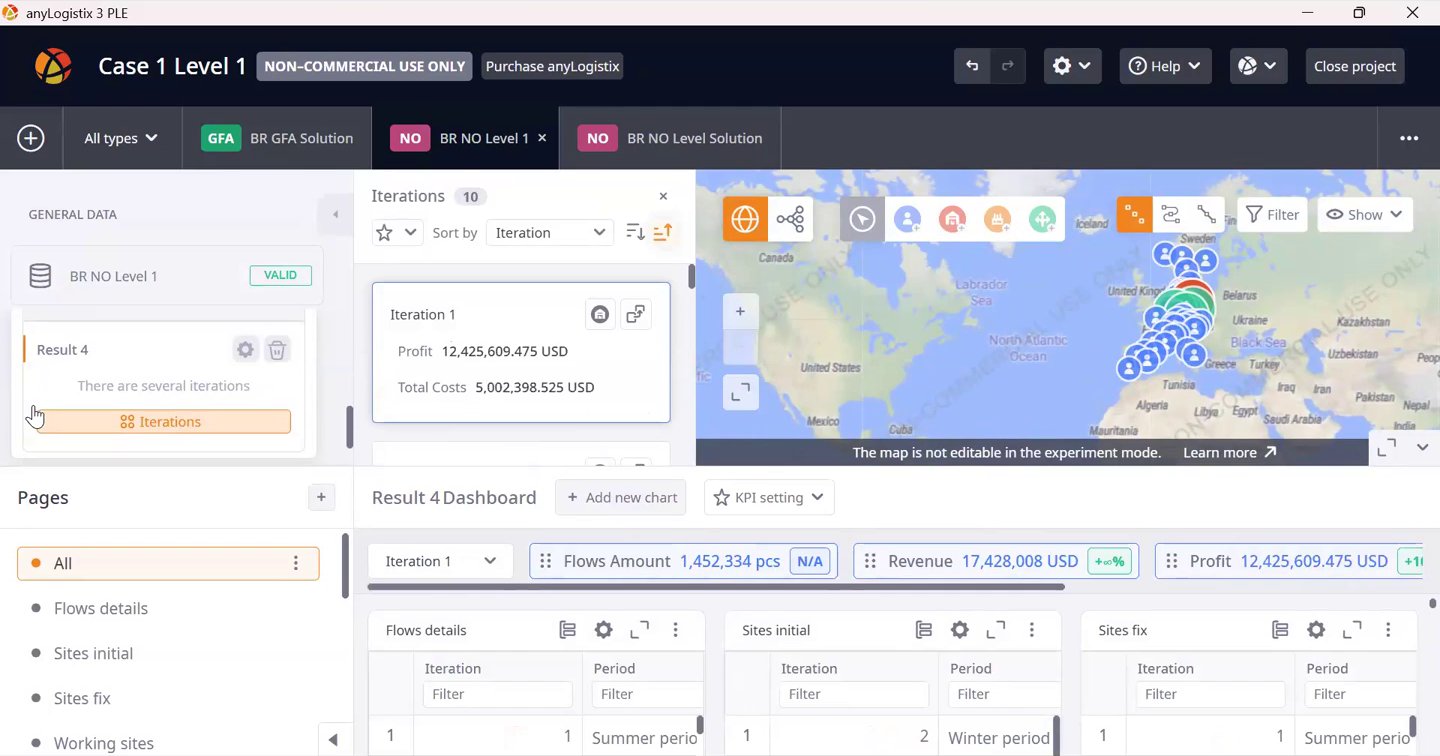 anyLogistix 3 PLE
Case 1 Level 1
NON-COMMERCIAL USE ONLY
Purchase anyLogistix
Help
Close project
All types
GFA BR GFA Solution
NO BR NO Level 1
NO BR NO Level Solution
GENERAL DATA
BR NO Level 1
VALID
Result 4
There are several iterations
Iterations
Iterations 10
Sort by Iteration
Iteration 1
Profit 12,425,609.475 USD
Total Costs 5,002,398.525 USD
Filter
Show
Iceland
Sweden
Canada
Labrador
Sea
Belarus
Ukraine
Kazakhstan
North Atlantic
Ocean
Black Sea
Uzbekistan
United States
Greece Turkey
Tunisia
Iraq Iran
Algeria
Pakistan Nepal
Mexico
Libya Egypt
Saudi Arabia
Cuba
Mauritania
India
The map is not editable in the experiment mode. Learn more
Pages
All
Flows details
Sites initial
Sites fix
Working sites
Result 4 Dashboard
+ Add new chart
KPI setting
Iteration 1
Flows Amount 1,452,334 pcs N/A
Revenue 17,428,008 USD +∞%
Profit 12,425,609.475 USD
Flows details
Iteration Period
Filter Filter
1 1 Summer perio
Sites initial
Iteration Period
Filter Filter
1 2 Winter period
Sites fix
Iteration Period
Filter Filter
1 1 Summer perio